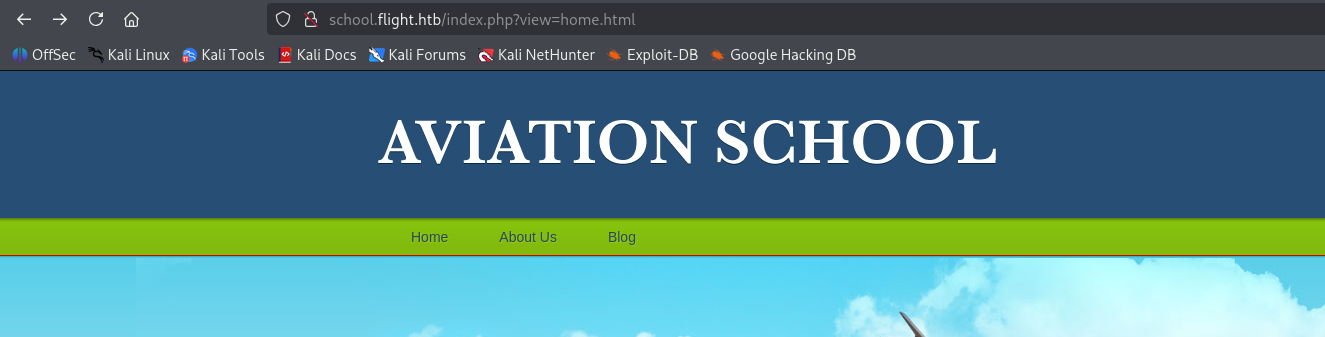 school.flight.htb/index.php?view=home.html
OffSec Kali Linux Kali Tools Kali Docs Kali Forums Kali NetHunter Exploit-DB Google Hacking DB
AVIATION SCHOOL
Home About Us Blog